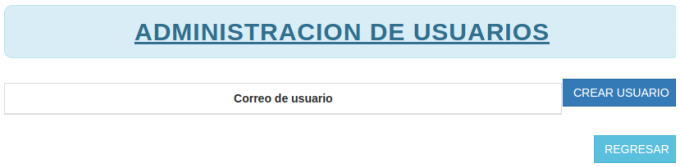 ADMINISTRACION DE USUARIOS
Correo de usuario
CREAR USUARIO
REGRESAR